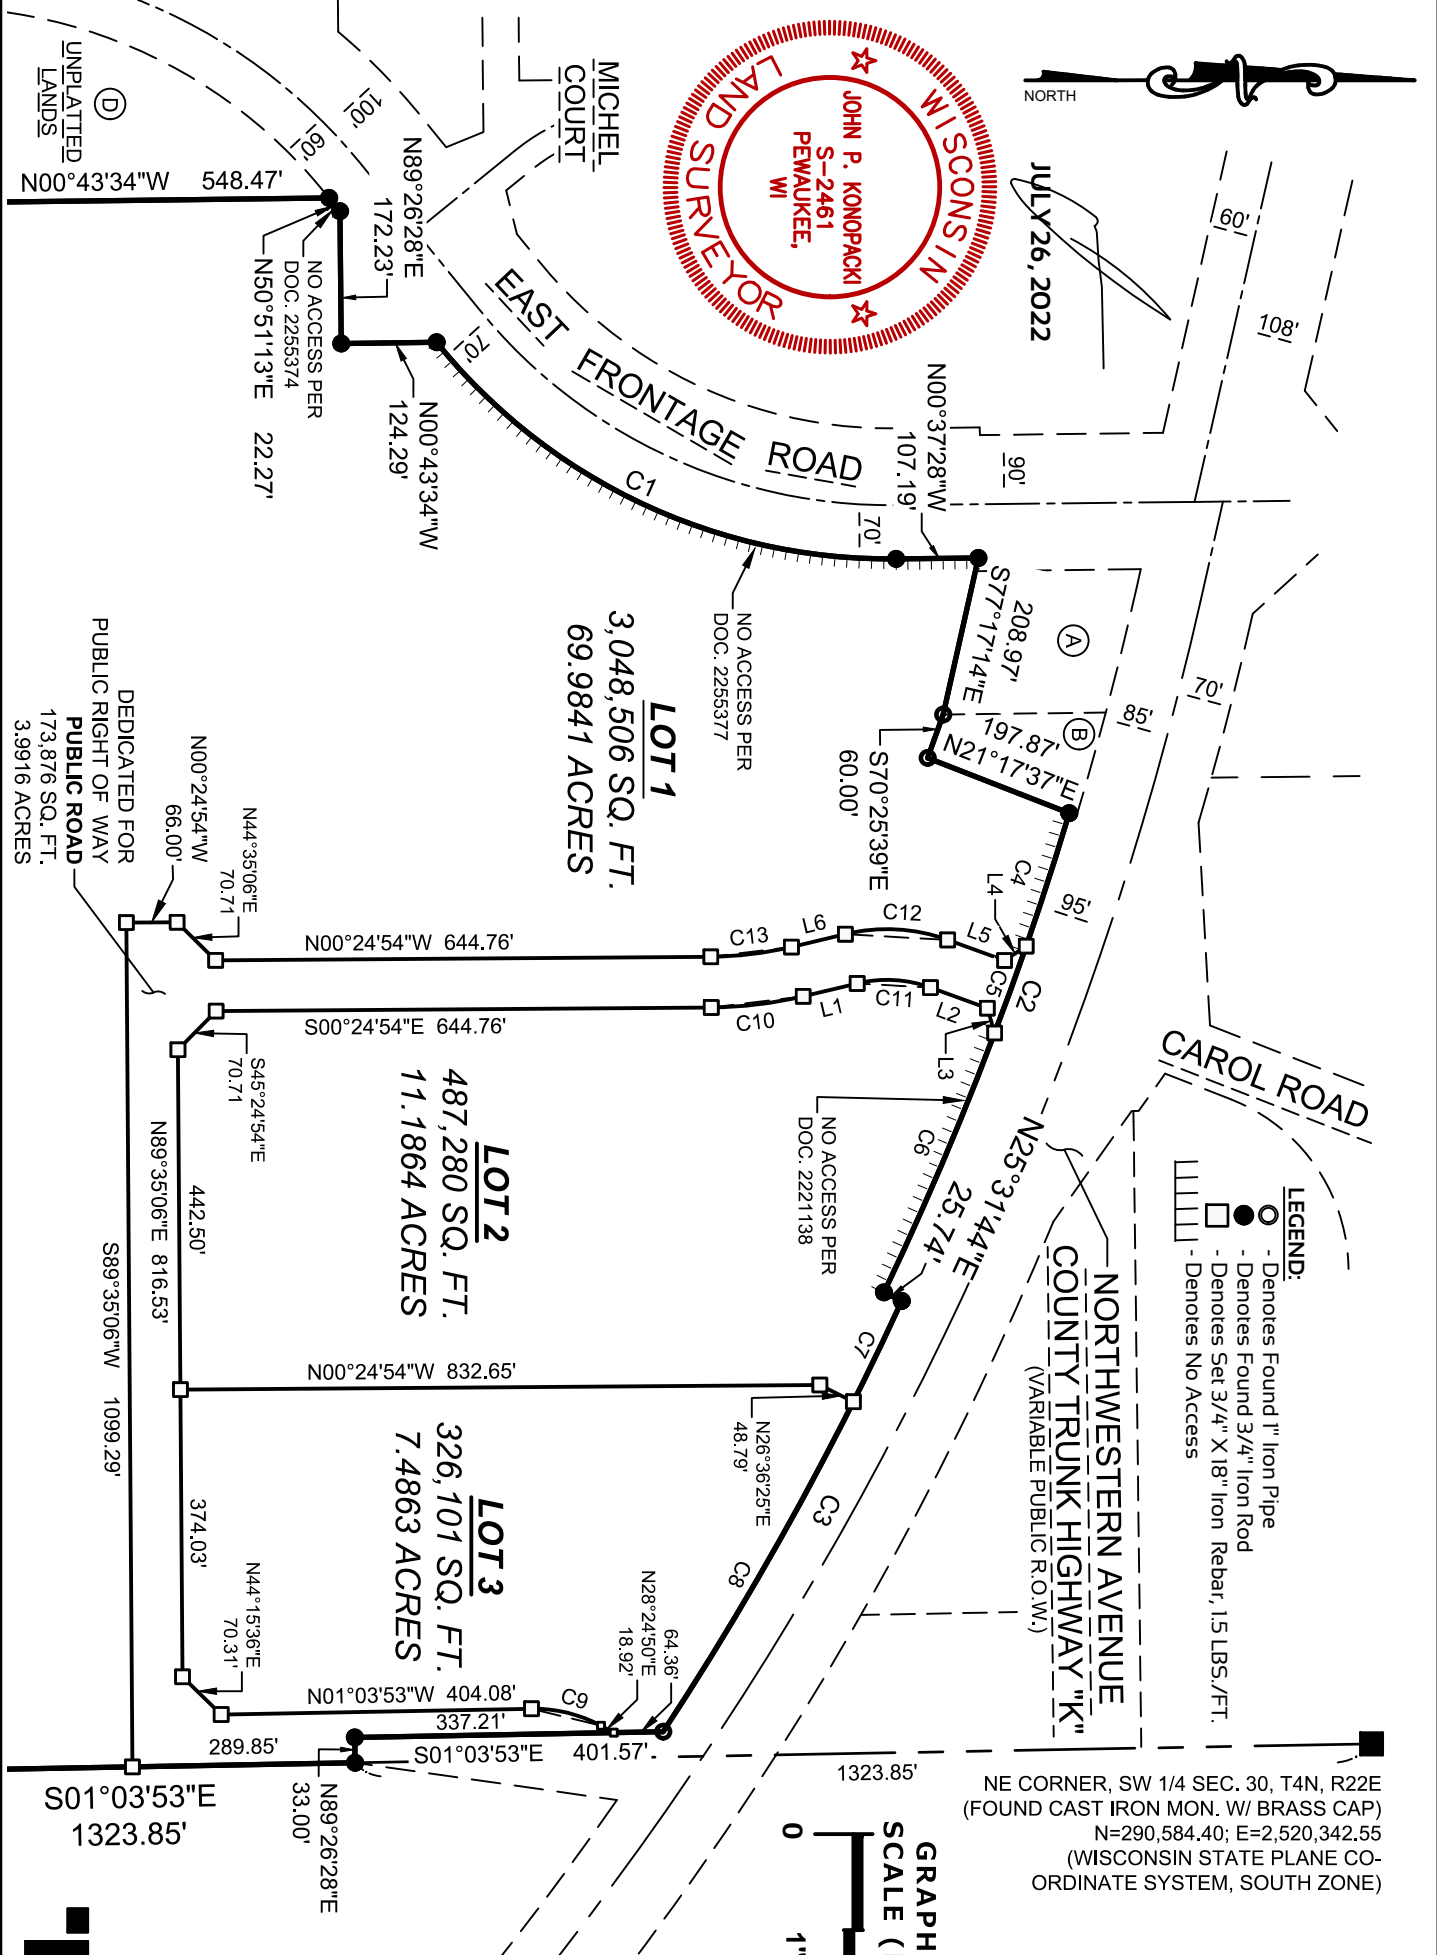 NORTH
JULY 26, 2022
WISCONSIN
LAND SURVEYOR
JOHN P. KONOPACKI
S-2461
PEWAUKEE,
WI
MICHEL
COURT
UNPLATTED
LANDS
D
100'
60'
N00°43'34"W 548.47'
N89°26'28"E
172.23'
NO ACCESS PER
DOC. 2255374
N50°51'13"E 22.27'
N00°43'34"W
124.29'
70'
EAST FRONTAGE ROAD
C1
N00°37'28"W
107.19'
70'
90'
60'
108'
NO ACCESS PER
DOC. 2255377
208.97'
S77°17'14"E
A
B
S70°25'39"E
60.00'
197.87'
N21°17'37"E
85'
70'
95'
LOT 1
3,048,506 SQ. FT.
69.9841 ACRES
DEDICATED FOR
PUBLIC RIGHT OF WAY
PUBLIC ROAD
173,876 SQ. FT.
3.9916 ACRES
N00°24'54"W
66.00'
N44°35'06"E
70.71
N00°24'54"W 644.76'
C13
L6
C12
L5
L4
C4
C5
C2
S00°24'54"E 644.76'
C10
L1
C11
L2
L3
S45°24'54"E
70.71
N89°35'06"E 816.53'
442.50'
374.03'
S89°35'06"W 1099.29'
LOT 2
487,280 SQ. FT.
11.1864 ACRES
NO ACCESS PER
DOC. 2221138
C6
N25°31'44"E
25.74'
C7
CAROL ROAD
NORTHWESTERN AVENUE
COUNTY TRUNK HIGHWAY "K"
(VARIABLE PUBLIC R.O.W.)
LEGEND:
- Denotes Found 1" Iron Pipe
- Denotes Found 3/4" Iron Rod
- Denotes Set 3/4" X 18" Iron Rebar, 1.5 LBS./FT.
- Denotes No Access
N00°24'54"W 832.65'
N26°36'25"E
48.79'
C3
C8
LOT 3
326,101 SQ. FT.
7.4863 ACRES
N44°15'36"E
70.31'
N01°03'53"W 404.08'
C9
64.36'
N28°24'50"E
18.92'
337.21'
S01°03'53"E 401.57'
289.85'
N89°26'28"E
33.00'
S01°03'53"E
1323.85'
1323.85'
NE CORNER, SW 1/4 SEC. 30, T4N, R22E
(FOUND CAST IRON MON. W/ BRASS CAP)
N=290,584.40; E=2,520,342.55
(WISCONSIN STATE PLANE CO-
ORDINATE SYSTEM, SOUTH ZONE)
GRAPH
SCALE (
0
1"